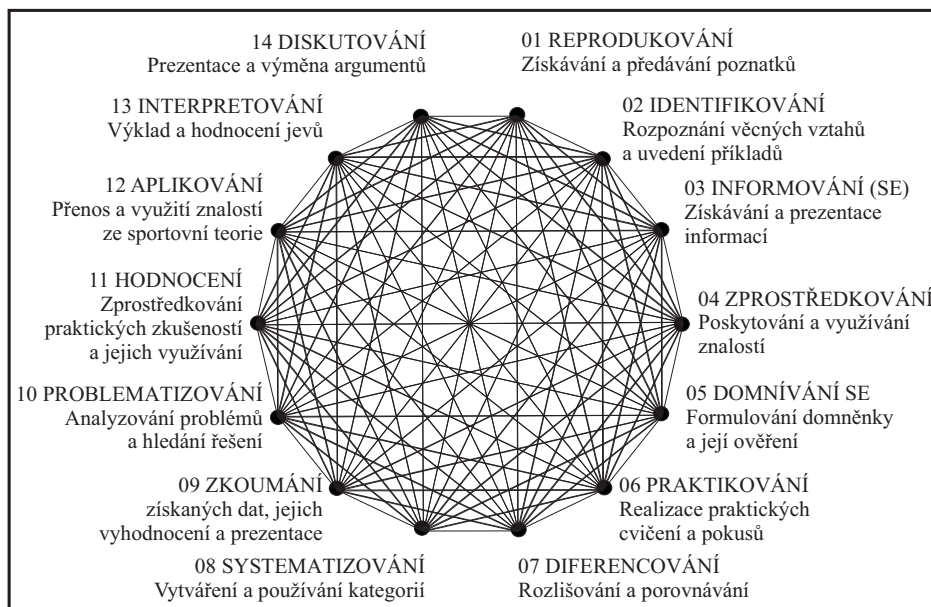 14 DISKUTOVÁNÍ
Prezentace a výměna argumentů
01 REPRODUKOVÁNÍ
Získávání a předávání poznatků
13 INTERPRETOVÁNÍ
Výklad a hodnocení jevů
02 IDENTIFIKOVÁNÍ
Rozpoznání věcných vztahů
a uvedení příkladů
12 APLIKOVÁNÍ
Přenos a využití znalostí
ze sportovní teorie
03 INFORMOVÁNÍ (SE)
Získávání a prezentace
informací
11 HODNOCENÍ
Zprostředkování
praktických zkušeností
a jejich využívání
04 ZPROSTŘEDKOVÁNÍ
Poskytování a využívání
znalostí
10 PROBLEMATIZOVÁNÍ
Analyzování problémů
a hledání řešení
05 DOMNÍVÁNÍ SE
Formulování domněnky
a její ověření
09 ZKOUMÁNÍ
získaných dat, jejich
vyhodnocení a prezentace
06 PRAKTIKOVÁNÍ
Realizace praktických
cvičení a pokusů
08 SYSTEMATIZOVÁNÍ
Vytváření a používání kategorií
07 DIFERENCOVÁNÍ
Rozlišování a porovnávání